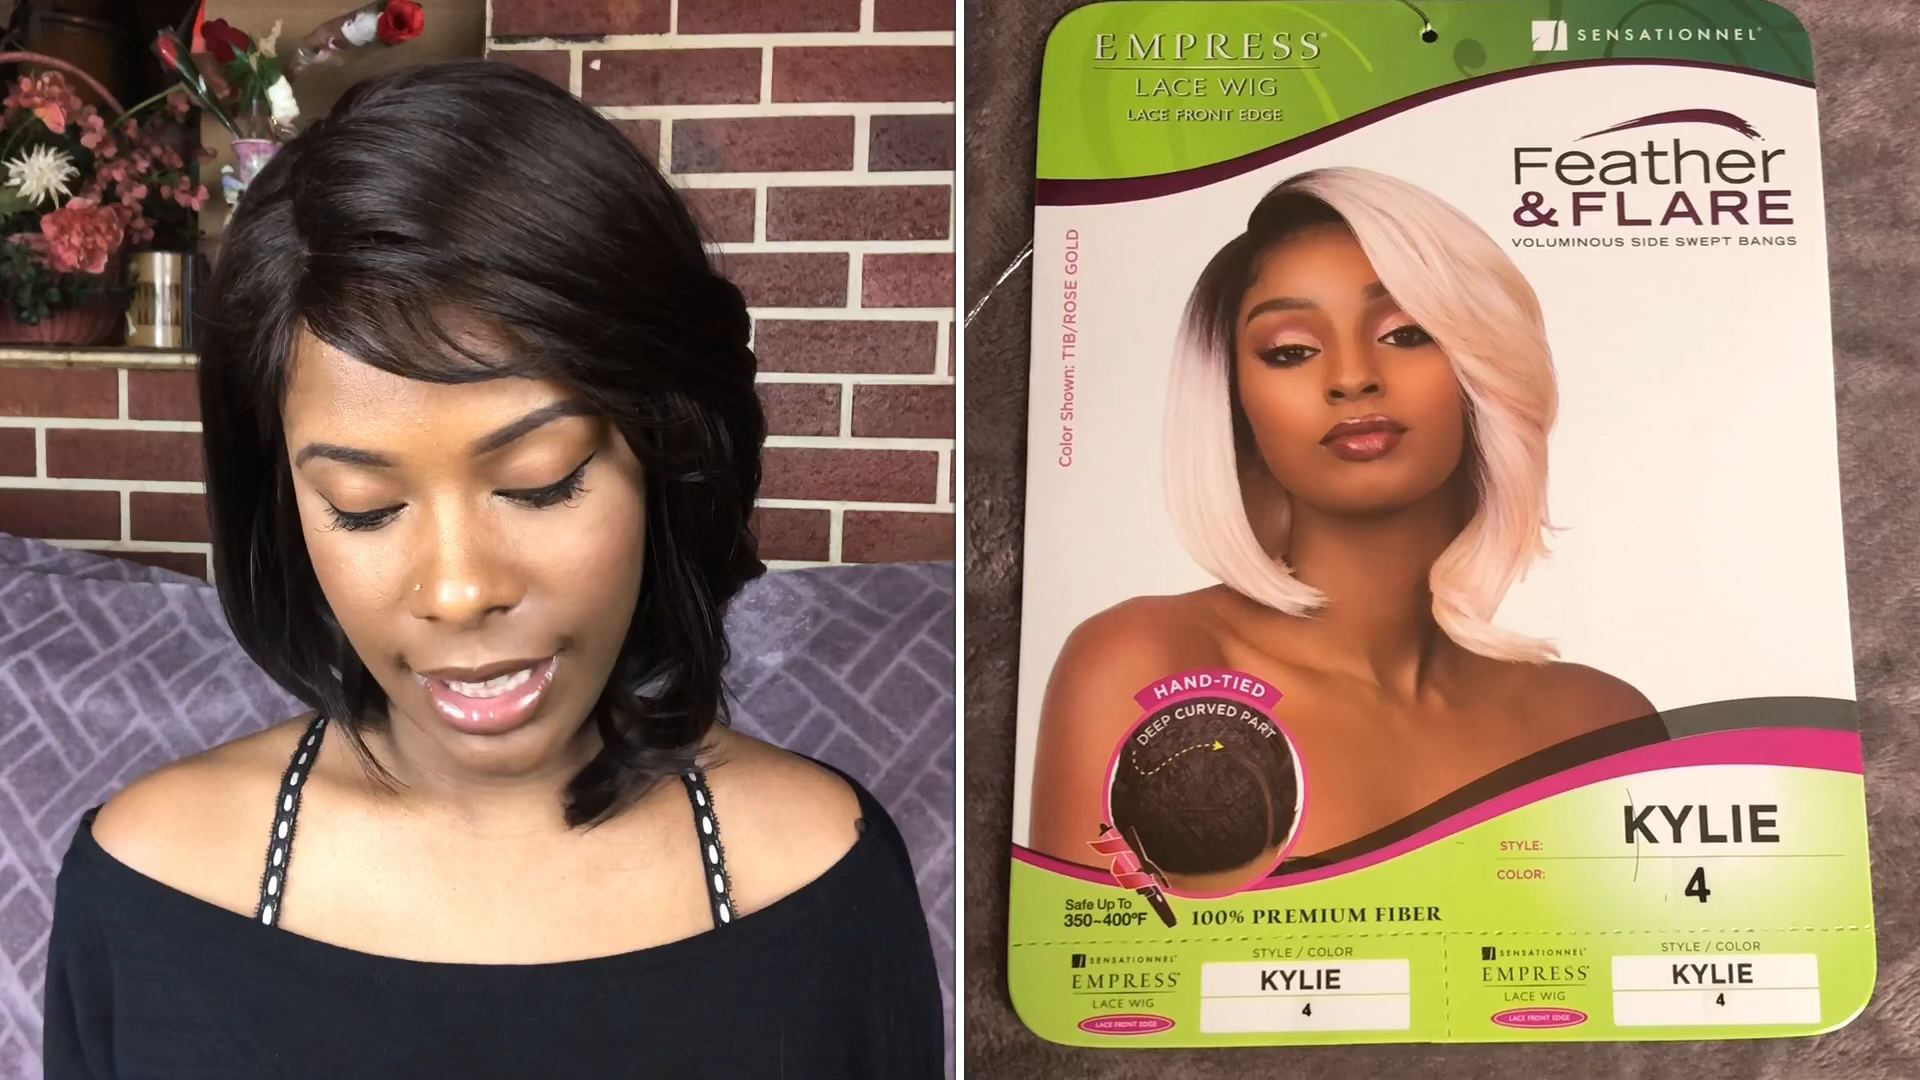 EMPRESS
LACE WIG
LACE FRONT EDGE
SENSATIONNEL
Feather
& FLARE
VOLUMINOUS SIDE SWEPT BANGS
Color Shown: T1B/ROSE GOLD
HAND-TIED
DEEP CURVED PART
Safe Up To
350~400°F
100% PREMIUM FIBER
STYLE: KYLIE
COLOR: 4
SENSATIONNEL
EMPRESS
LACE WIG
LACE FRONT EDGE
STYLE / COLOR
KYLIE
4
SENSATIONNEL
EMPRESS
LACE WIG
LACE FRONT EDGE
STYLE / COLOR
KYLIE
4